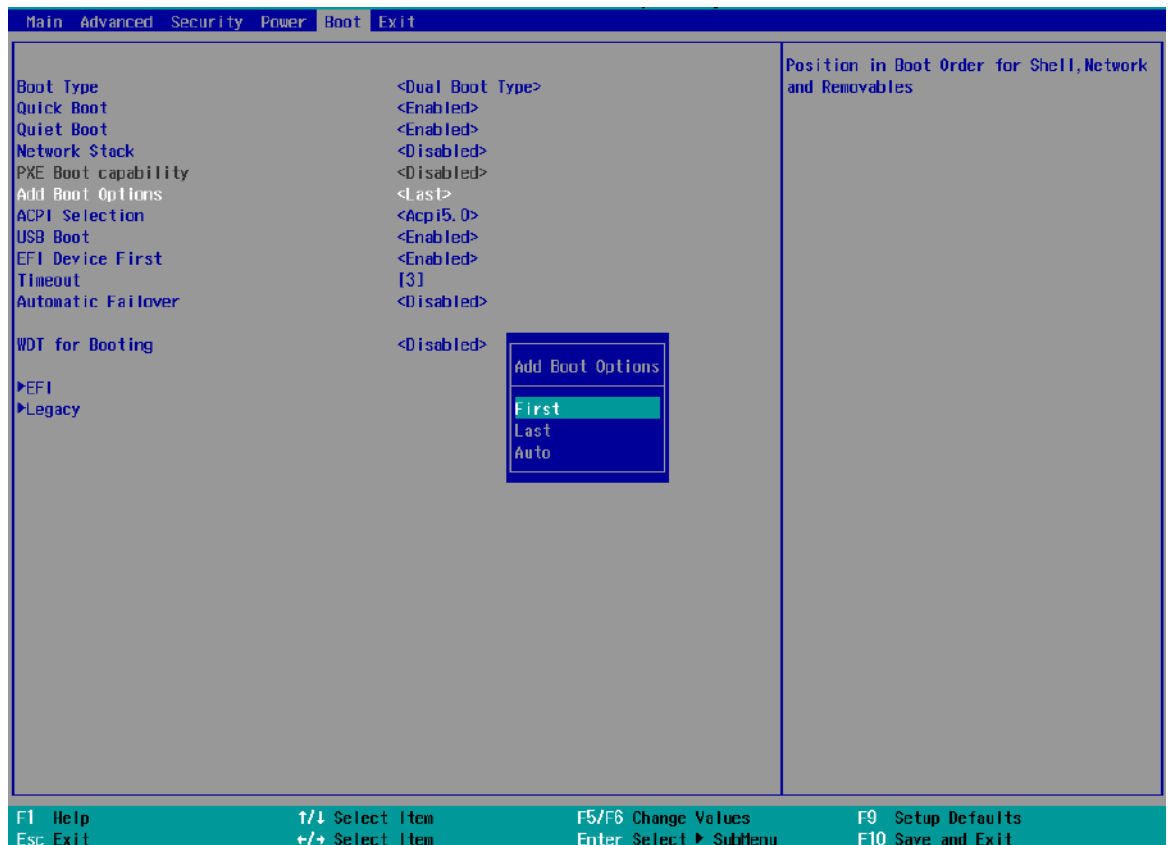 Main Advanced Security Power Boot Exit
Position in Boot Order for Shell,Network
and Removables
Boot Type <Dual Boot Type>
Quick Boot <Enabled>
Quiet Boot <Enabled>
Network Stack <Disabled>
PXE Boot capability <Disabled>
Add Boot Options <Last>
ACPI Selection <Acpi5.0>
USB Boot <Enabled>
EFI Device First <Enabled>
Timeout [3]
Automatic Failover <Disabled>
WDT for Booting <Disabled>
▶EFI
▶Legacy
Add Boot Options
First
Last
Auto
F1 Help ↑/↓ Select Item F5/F6 Change Values F9 Setup Defaults
Esc Exit ←/→ Select Item Enter Select ▶ SubMenu F10 Save and Exit